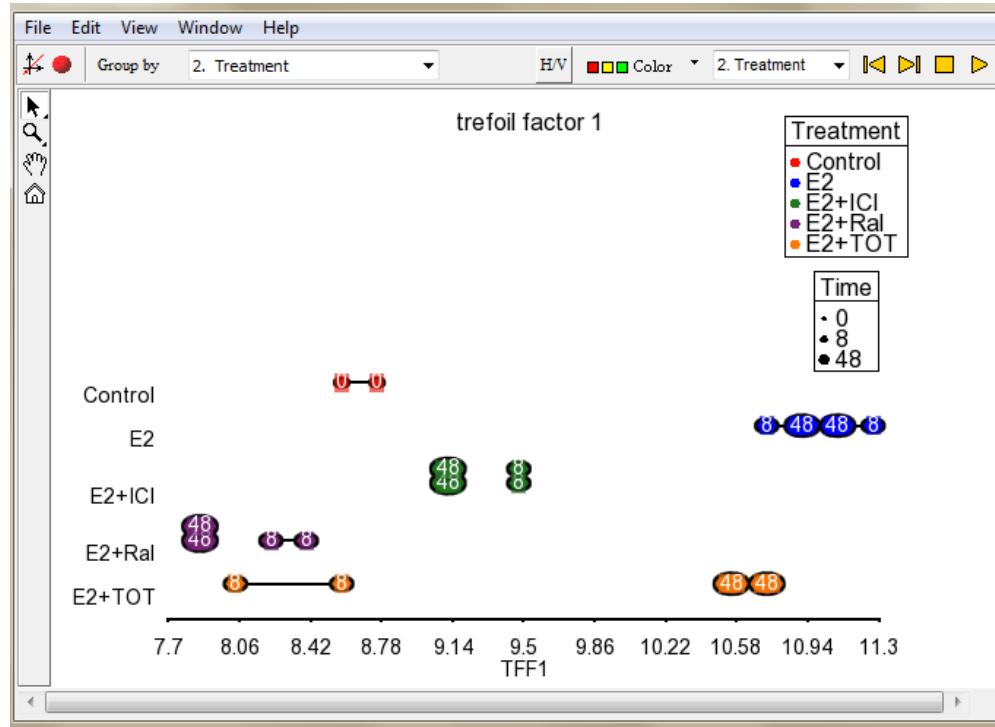 File Edit View Window Help
Group by 2. Treatment H/V Color 2. Treatment
trefoil factor 1
Treatment
Control
E2
E2+ICI
E2+Ral
E2+TOT
Time
0
8
48
Control 0 0
E2 8 48 48 8
48 8
E2+ICI 48 8
48
E2+Ral 48 8 8
E2+TOT 8 8 48 48
7.7 8.06 8.42 8.78 9.14 9.5 9.86 10.22 10.58 10.94 11.3
TFF1